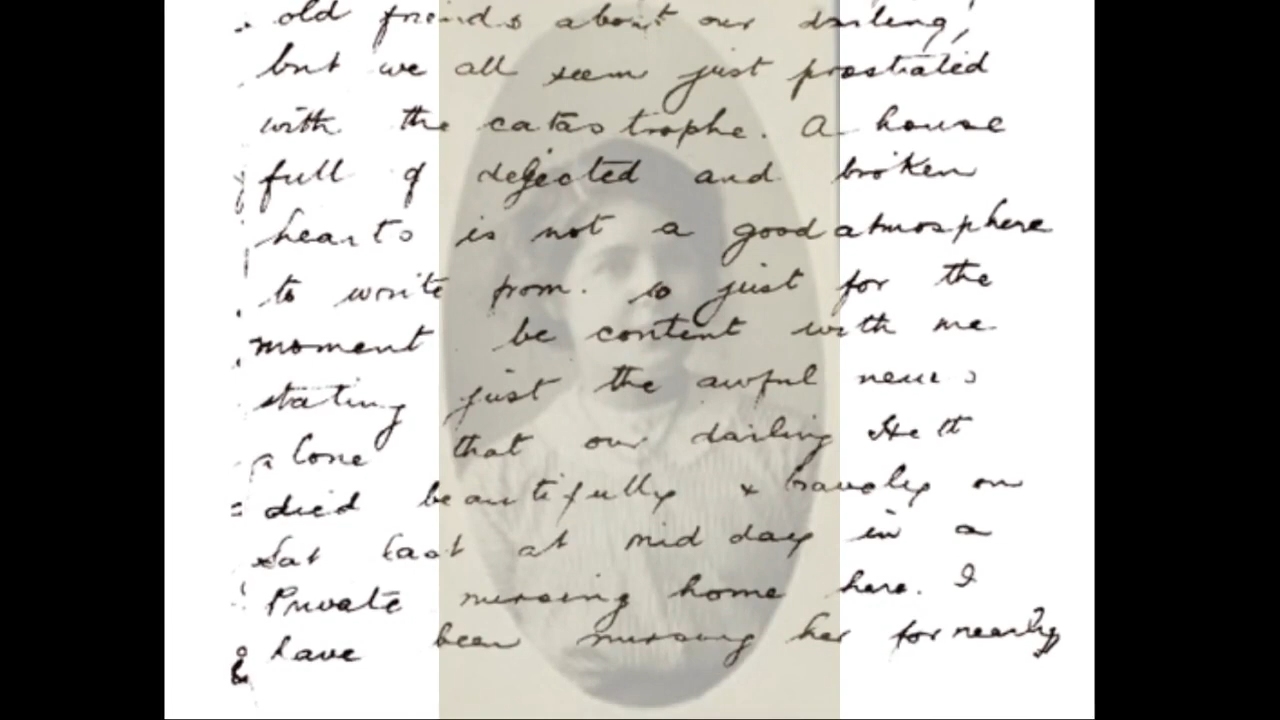 old friends about our darling,
but we all seem just prostrated
with the catastrophe. A house
full of dejected and broken
hearts is not a good atmosphere
to write from. so just for the
moment be content with me
stating just the awful news
alone that our darling
died beautifully & bravely on
Sat last at mid day in a
Private nursing home here. I
have been nursing her for nearly